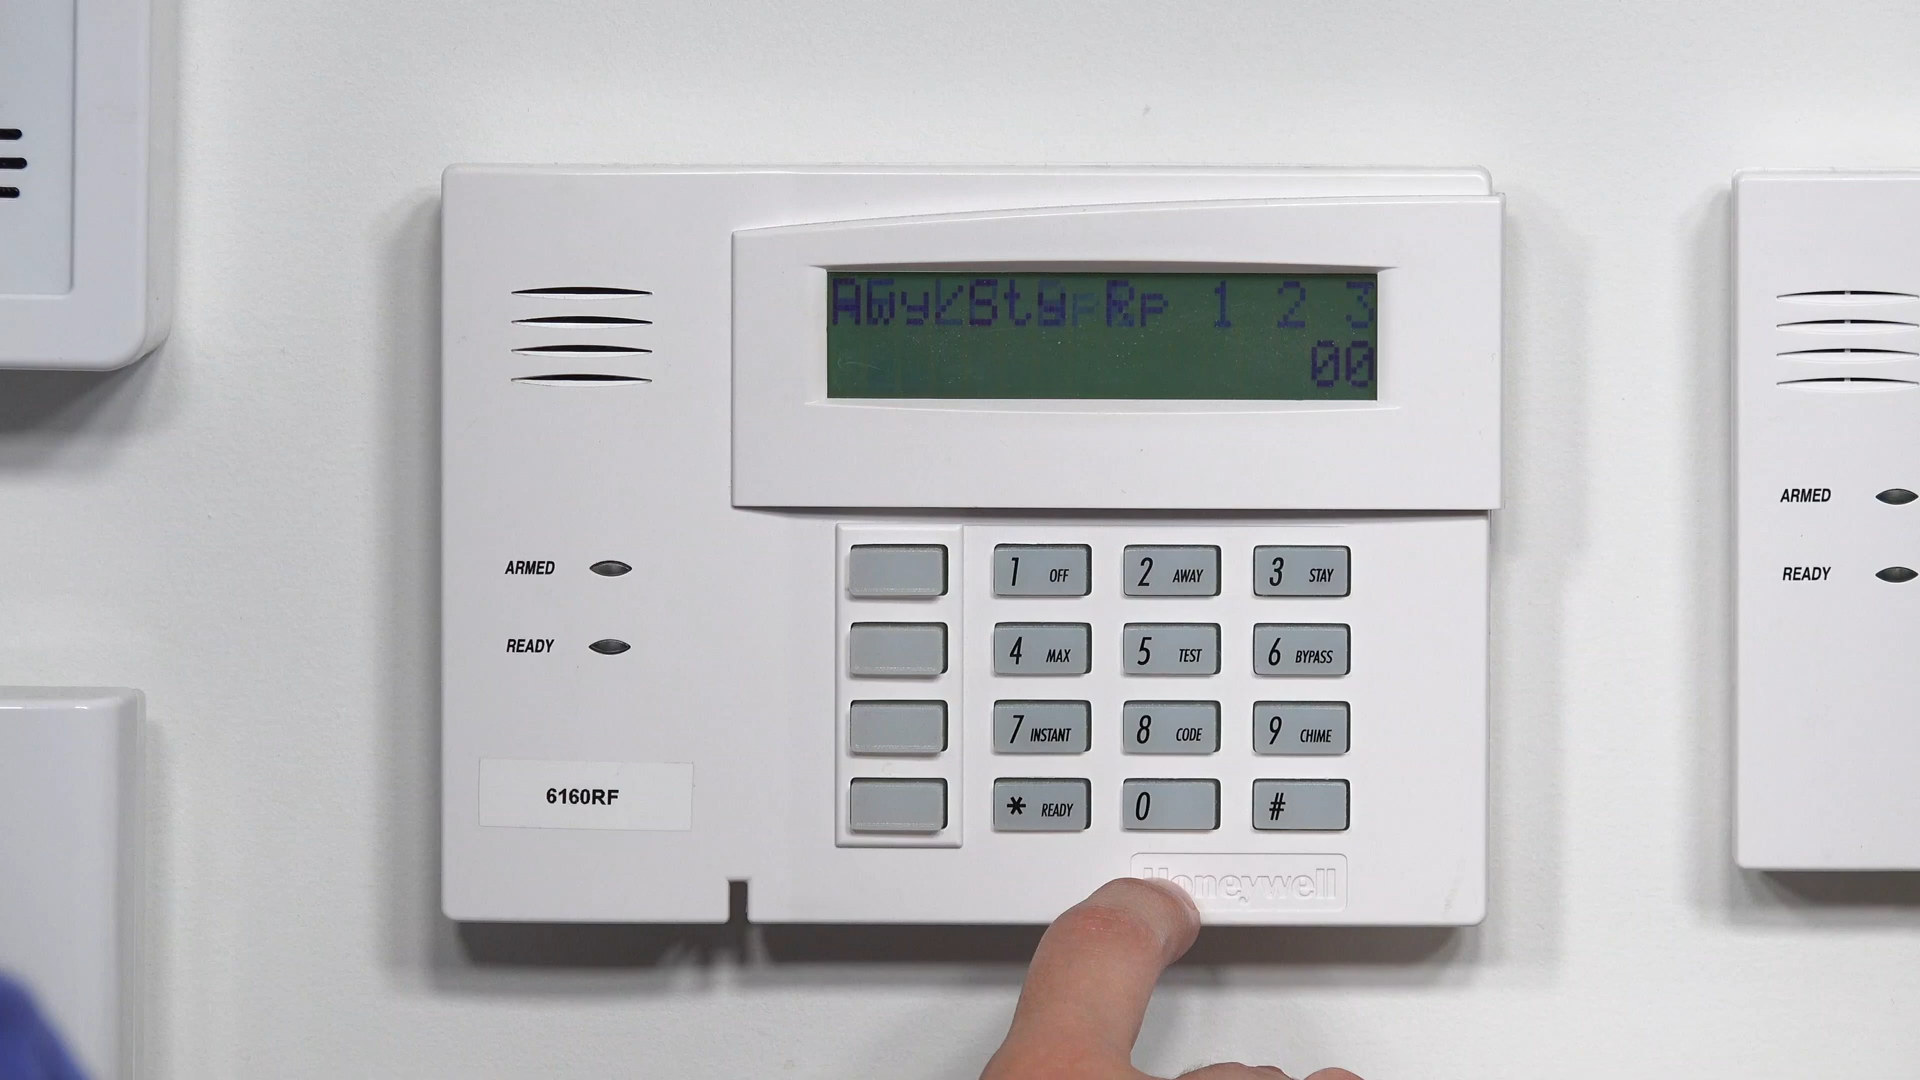 1 2 3
00
ARMED
READY
6160RF
1 OFF
2 AWAY
3 STAY
4 MAX
5 TEST
6 BYPASS
7 INSTANT
8 CODE
9 CHIME
* READY
0
#
Honeywell
ARMED
READY